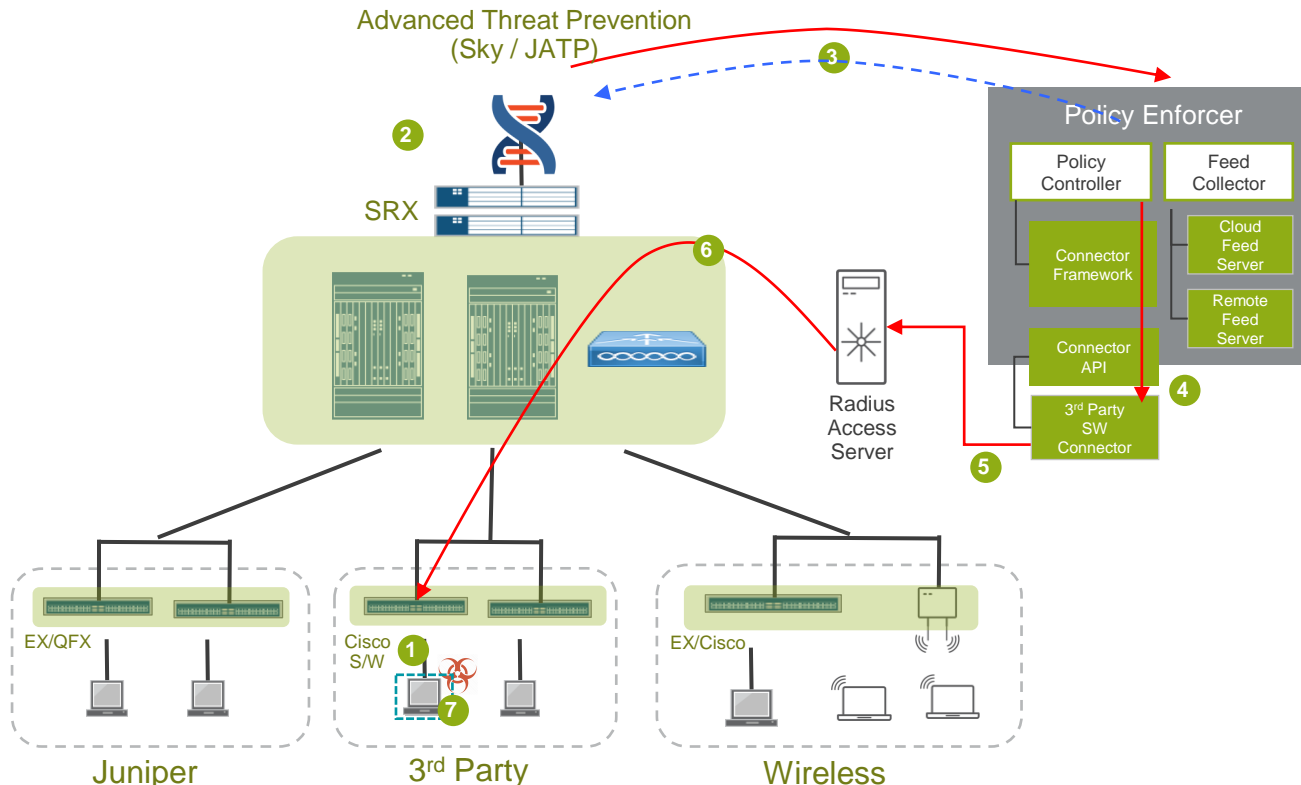 Advanced Threat Prevention
(Sky / JATP)
3
2
SRX
Policy Enforcer
Policy
Controller
Feed
Collector
Connector
Framework
Cloud
Feed
Server
Remote
Feed
Server
Connector
API
4
3rd Party
SW
Connector
6
Radius
Access
Server
5
EX/QFX
Cisco
S/W
1
7
EX/Cisco
Juniper
3rd Party
Wireless